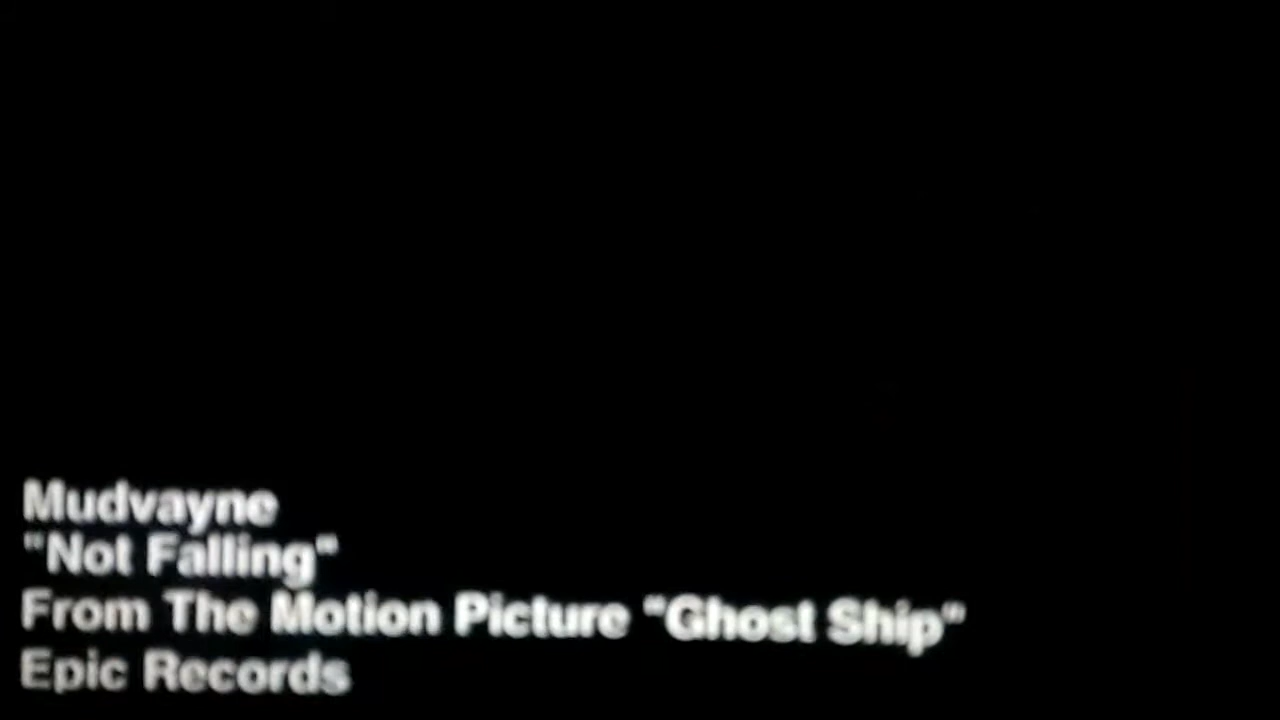 Mudvayne
"Not Falling"
From The Motion Picture "Ghost Ship"
Epic Records